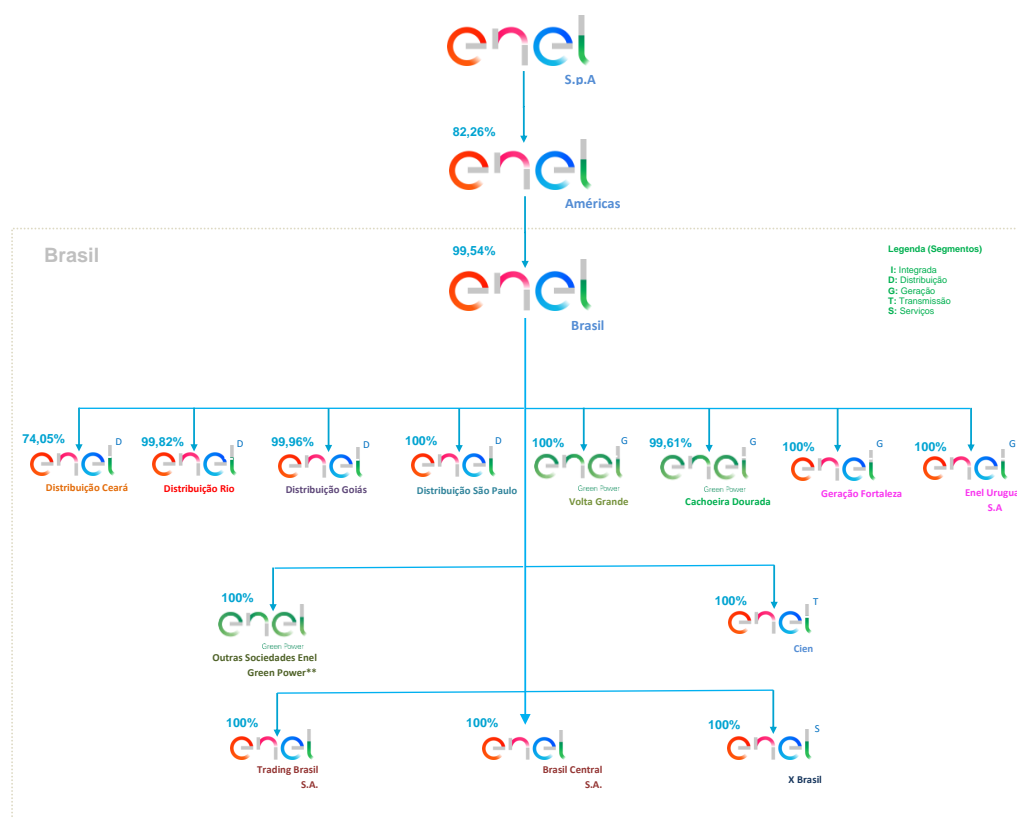 enel
S.p.A
82,26%
enel
Américas
Brasil
99,54%
enel
Brasil
Legenda (Segmentos)
I: Integrada
D: Distribuição
G: Geração
T: Transmissão
S: Serviços
74,05%
enel
D
Distribuição Ceará
99,82%
enel
D
Distribuição Rio
99,96%
enel
D
Distribuição Goiás
100%
enel
D
Distribuição São Paulo
100%
enel
G
Green Power
Volta Grande
99,61%
enel
G
Green Power
Cachoeira Dourada
100%
enel
G
Geração Fortaleza
100%
enel
G
Enel Urugua
S.A
100%
enel
Green Power
Outras Sociedades Enel
Green Power**
100%
enel
T
Cien
100%
enel
Trading Brasil
S.A.
100%
enel
Brasil Central
S.A.
100%
enel
S
X Brasil